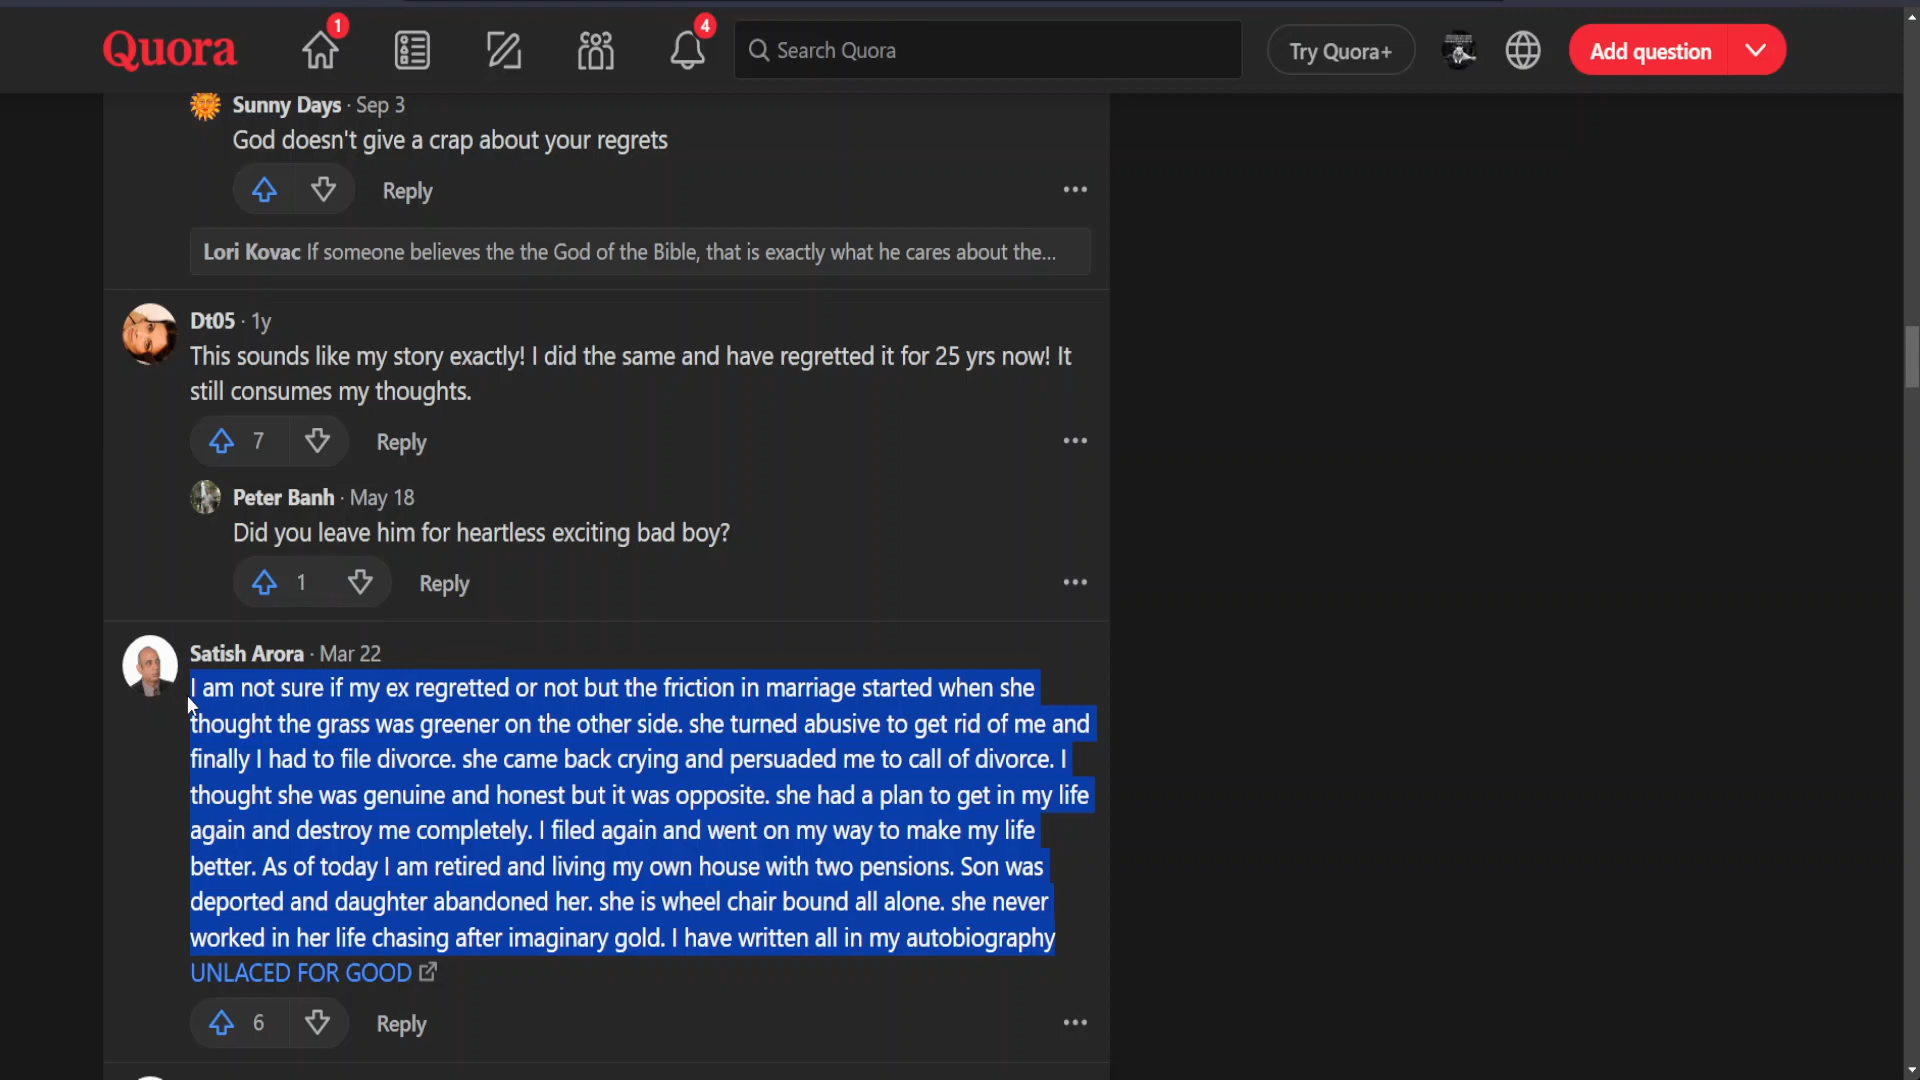 Quora
1
4
Search Quora
Try Quora+
Add question
Sunny Days · Sep 3
God doesn't give a crap about your regrets
Reply
Lori Kovac If someone believes the the God of the Bible, that is exactly what he cares about the...
Dt05 · 1y
This sounds like my story exactly! I did the same and have regretted it for 25 yrs now! It
still consumes my thoughts.
7
Reply
Peter Banh · May 18
Did you leave him for heartless exciting bad boy?
1
Reply
Satish Arora · Mar 22
I am not sure if my ex regretted or not but the friction in marriage started when she
thought the grass was greener on the other side. she turned abusive to get rid of me and
finally I had to file divorce. she came back crying and persuaded me to call of divorce. I
thought she was genuine and honest but it was opposite. she had a plan to get in my life
again and destroy me completely. I filed again and went on my way to make my life
better. As of today I am retired and living my own house with two pensions. Son was
deported and daughter abandoned her. she is wheel chair bound all alone. she never
worked in her life chasing after imaginary gold. I have written all in my autobiography
UNLACED FOR GOOD
6
Reply